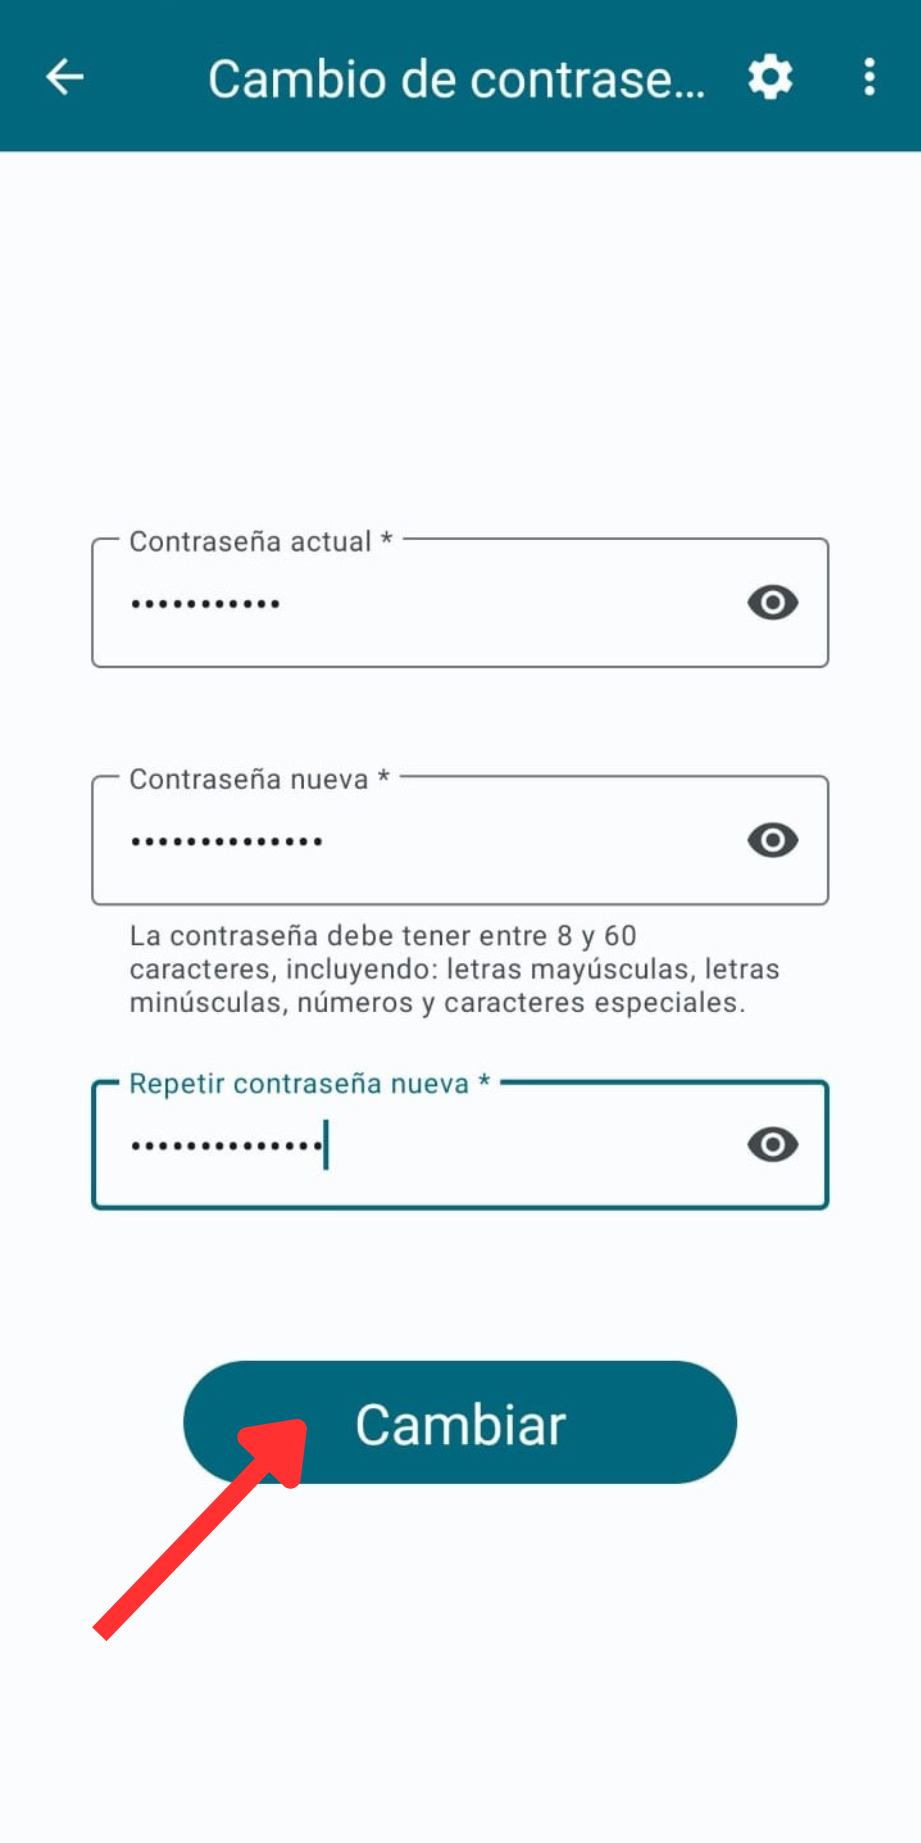 Cambio de contrase...
Contraseña actual *
•••••••••••
Contraseña nueva *
••••••••••••••
La contraseña debe tener entre 8 y 60
caracteres, incluyendo: letras mayúsculas, letras
minúsculas, números y caracteres especiales.
Repetir contraseña nueva *
••••••••••••••
Cambiar